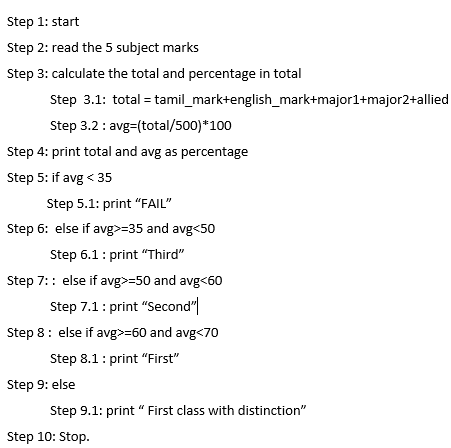 Step 1: start
Step 2: read the 5 subject marks
Step 3: calculate the total and percentage in total
Step  3.1:  total = tamil_mark+english_mark+major1+major2+allied
Step 3.2 : avg=(total/500)*100
Step 4: print total and avg as percentage
Step 5: if avg < 35
Step 5.1: print “FAIL”
Step 6:  else if avg>=35 and avg<50
Step 6.1 : print “Third”
Step 7: :  else if avg>=50 and avg<60
Step 7.1 : print “Second”
Step 8 :  else if avg>=60 and avg<70
Step 8.1 : print “First”
Step 9: else
Step 9.1: print “ First class with distinction”
Step 10: Stop.